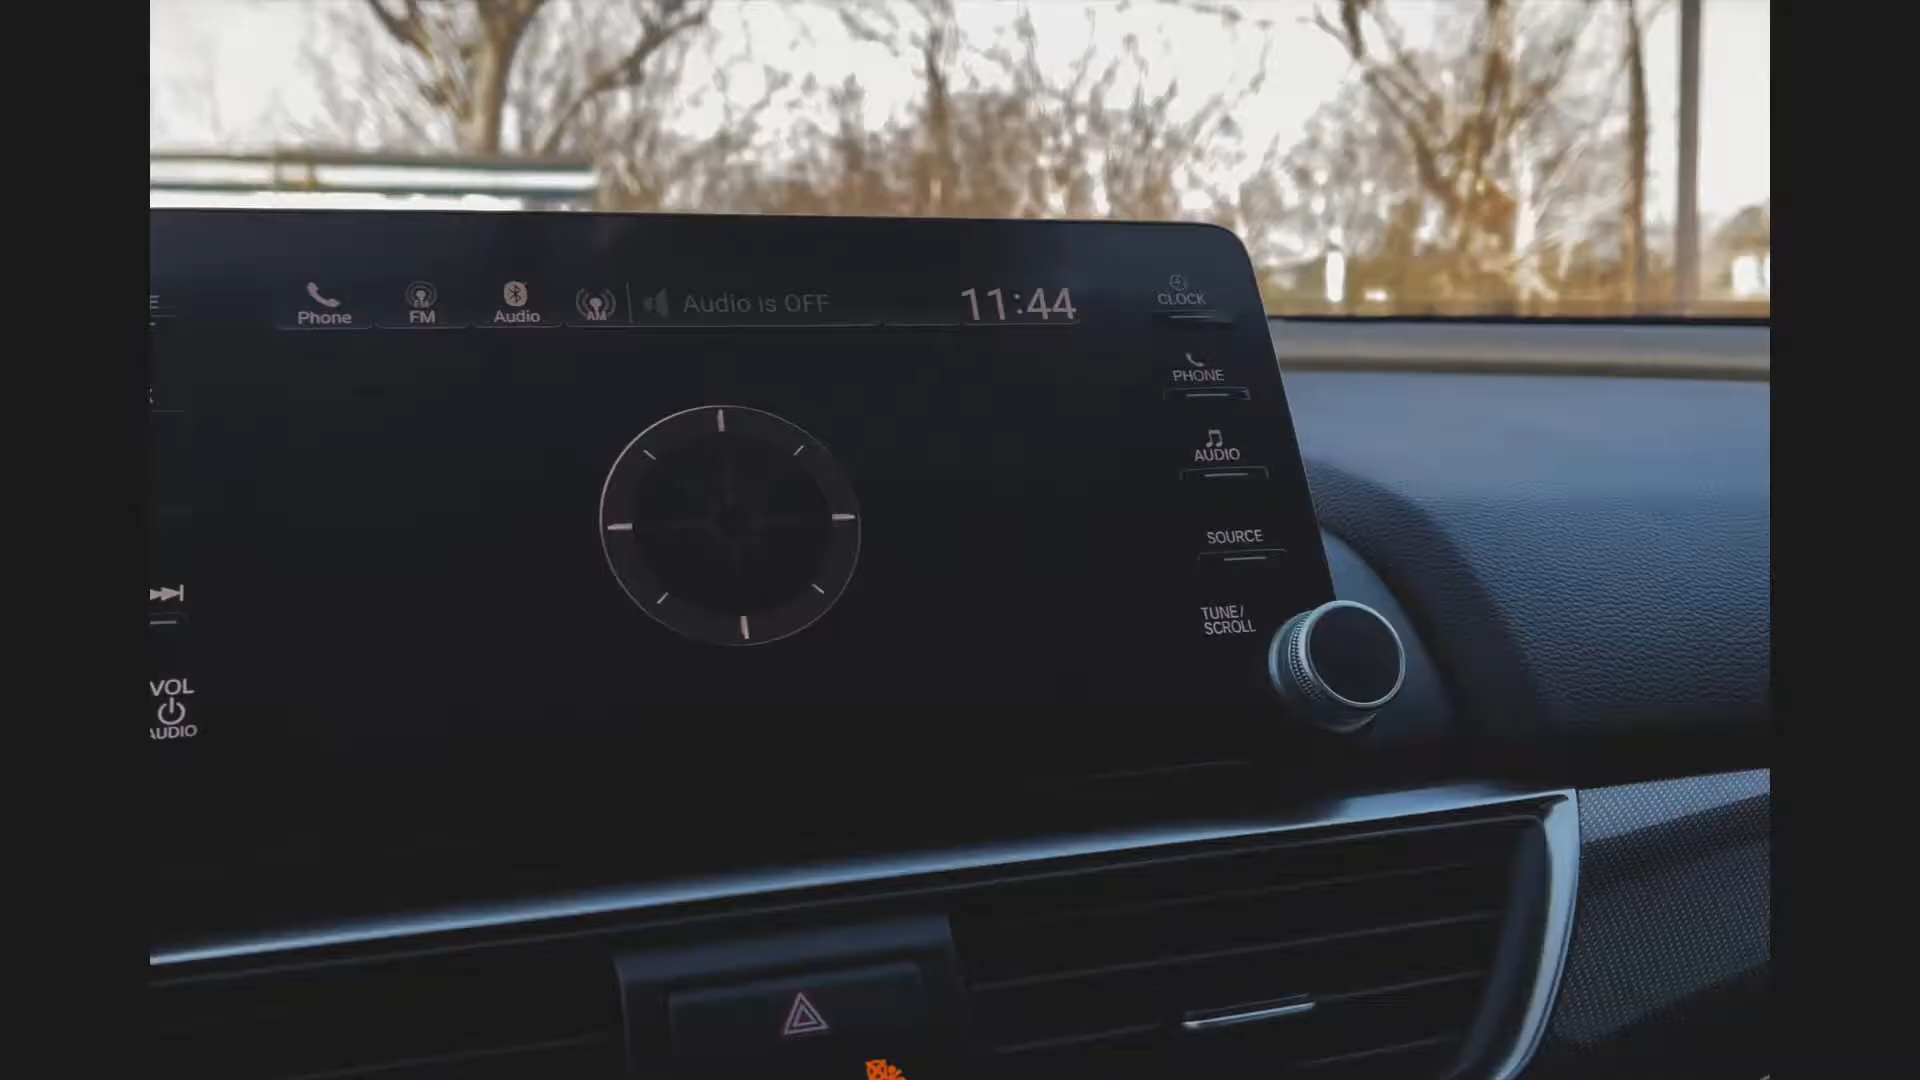 Phone
FM
Audio
AM
Audio is OFF
11:44
CLOCK
PHONE
AUDIO
SOURCE
TUNE/
SCROLL
VOL
AUDIO